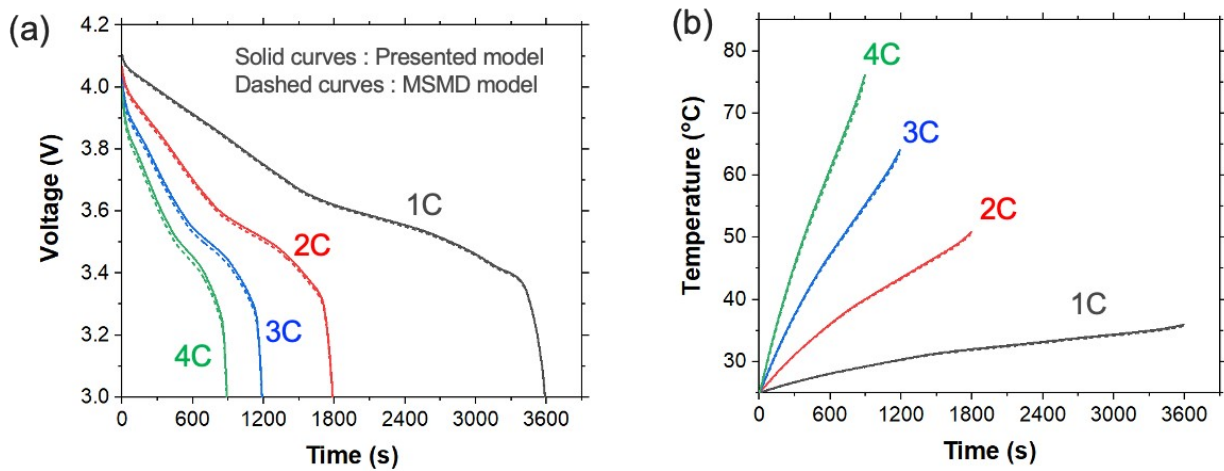 (a)
4.2
4.0
3.8
3.6
3.4
3.2
3.0
Voltage (V)
Solid curves : Presented model
Dashed curves : MSMD model
1C
2C
3C
4C
0 600 1200 1800 2400 3000 3600
Time (s)
(b)
80
70
60
50
40
30
Temperature (°C)
4C
3C
2C
1C
0 600 1200 1800 2400 3000 3600
Time (s)